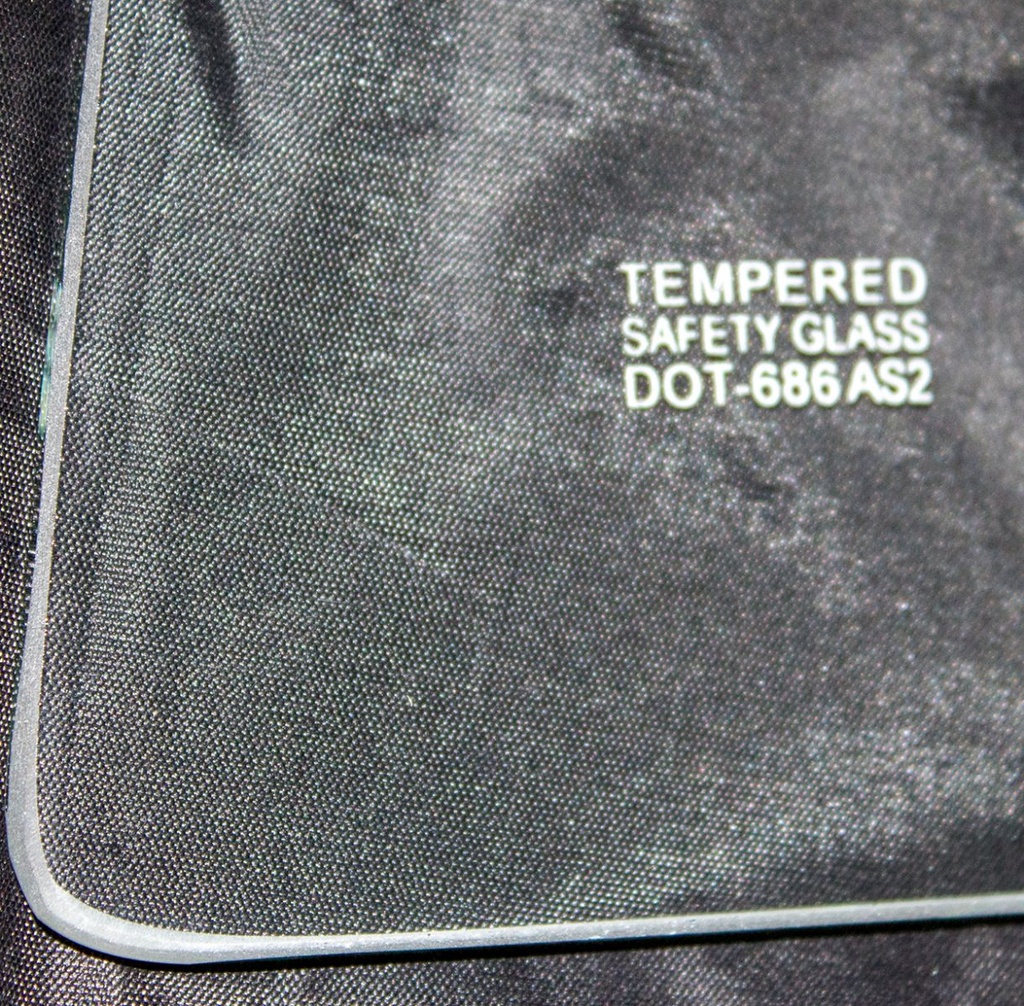 TEMPERED
SAFETY GLASS
DOT-686 AS2